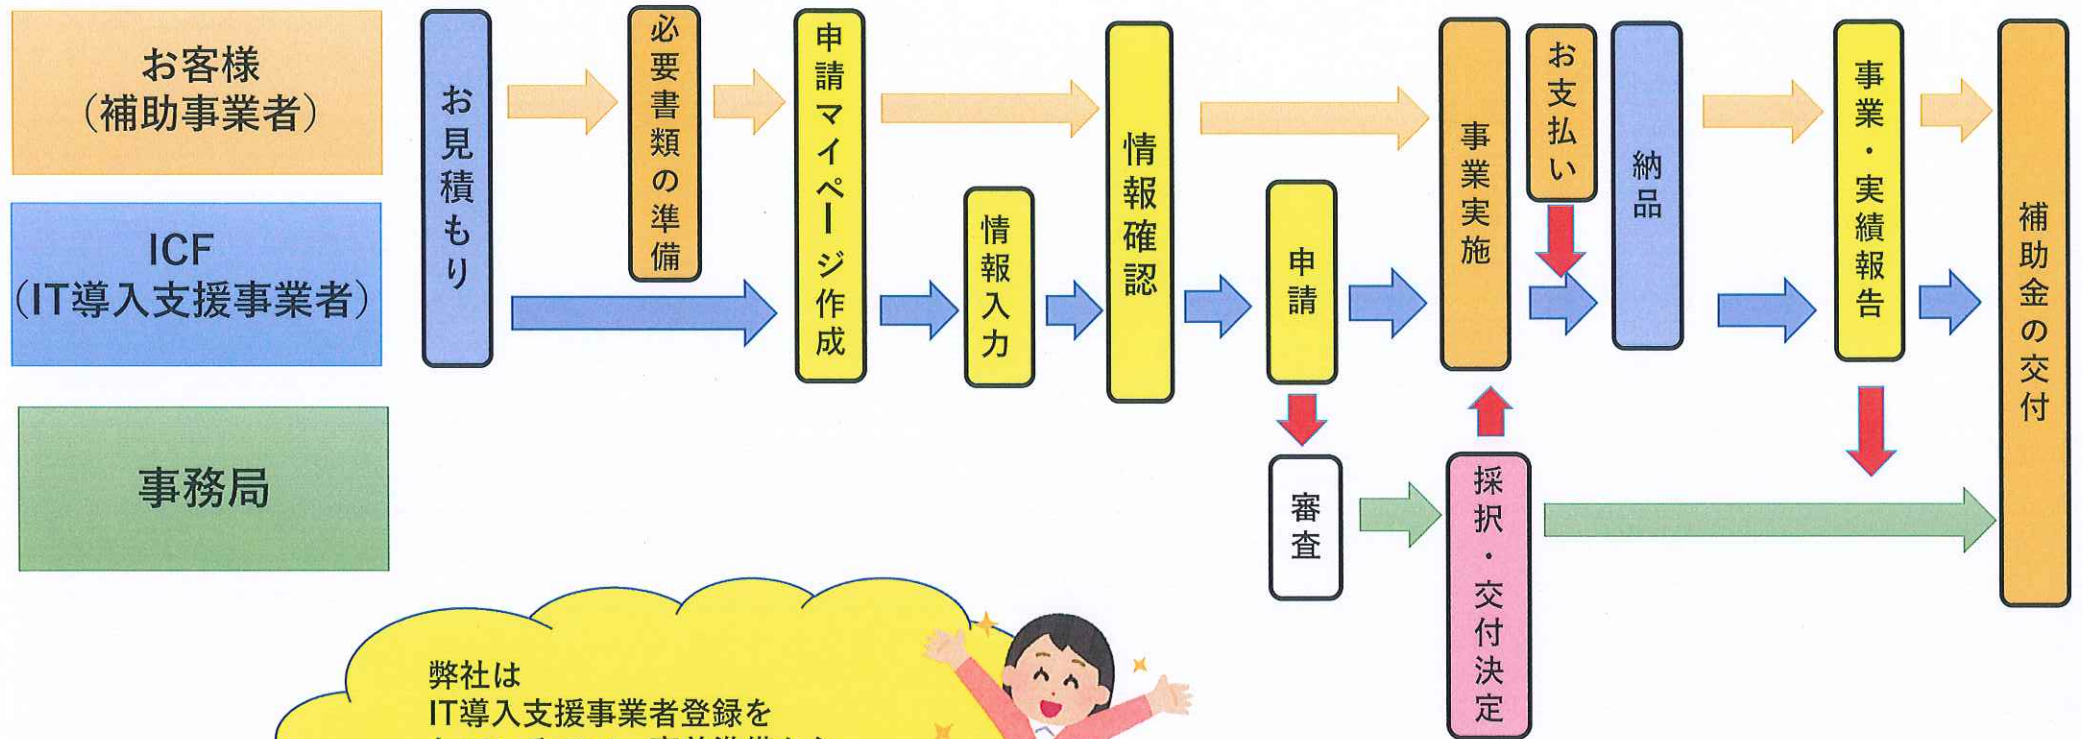 お客様
(補助事業者)
ICF
(IT導入支援事業者)
事務局
お見積もり
必要書類の準備
申請マイページ作成
情報入力
情報確認
申請
審査
採択・交付決定
事業実施
お支払い
納品
事業・実績報告
補助金の交付
弊社は
IT導入支援事業者登録を